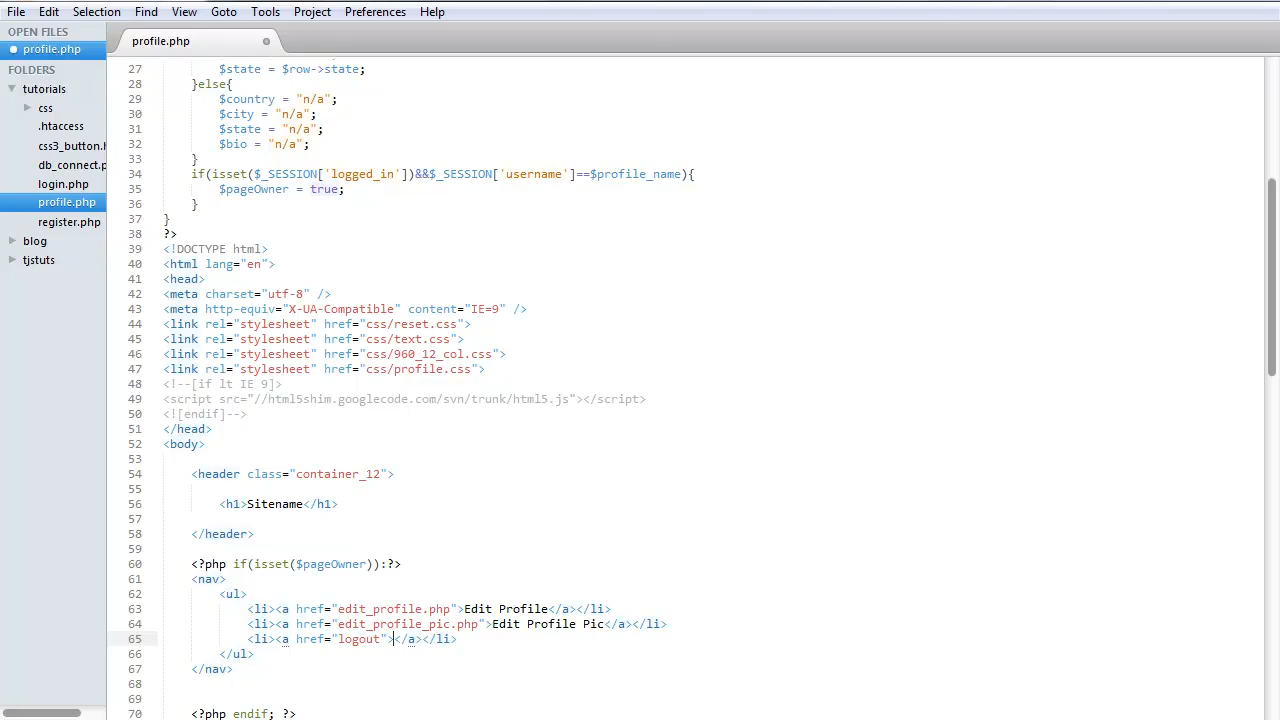 File Edit Selection Find View Goto Tools Project Preferences Help
OPEN FILES
profile.php
FOLDERS
tutorials
css
.htaccess
css3_button.h
db_connect.p
login.php
profile.php
register.php
blog
tjstuts
profile.php
27 $state = $row->state;
28 }else{
29 $country = "n/a";
30 $city = "n/a";
31 $state = "n/a";
32 $bio = "n/a";
33 }
34 if(isset($_SESSION['logged_in'])&&$_SESSION['username']==$profile_name){
35 $pageOwner = true;
36 }
37 }
38 ?>
39 <!DOCTYPE html>
40 <html lang="en">
41 <head>
42 <meta charset="utf-8" />
43 <meta http-equiv="X-UA-Compatible" content="IE=9" />
44 <link rel="stylesheet" href="css/reset.css">
45 <link rel="stylesheet" href="css/text.css">
46 <link rel="stylesheet" href="css/960_12_col.css">
47 <link rel="stylesheet" href="css/profile.css">
48 <!--[if lt IE 9]>
49 <script src="//html5shim.googlecode.com/svn/trunk/html5.js"></script>
50 <![endif]-->
51 </head>
52 <body>
53
54 <header class="container_12">
55
56 <h1>Sitename</h1>
57
58 </header>
59
60 <?php if(isset($pageOwner)):?>
61 <nav>
62 <ul>
63 <li><a href="edit_profile.php">Edit Profile</a></li>
64 <li><a href="edit_profile_pic.php">Edit Profile Pic</a></li>
65 <li><a href="logout"></a></li>
66 </ul>
67 </nav>
68
69
70 <?php endif; ?>